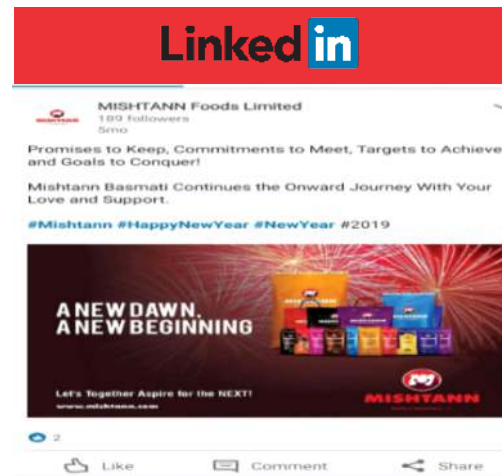 Linked in
MISHTANN Foods Limited
189 followers
5mo
Promises to Keep, Commitments to Meet, Targets to Achieve
and Goals to Conquer!
Mishtann Basmati Continues the Onward Journey With Your
Love and Support.
#Mishtann #HappyNewYear #NewYear #2019
A NEW DAWN.
A NEW BEGINNING
Let's Together Aspire for the NEXT!
www.mishtann.com
MISHTANN
2
Like Comment Share